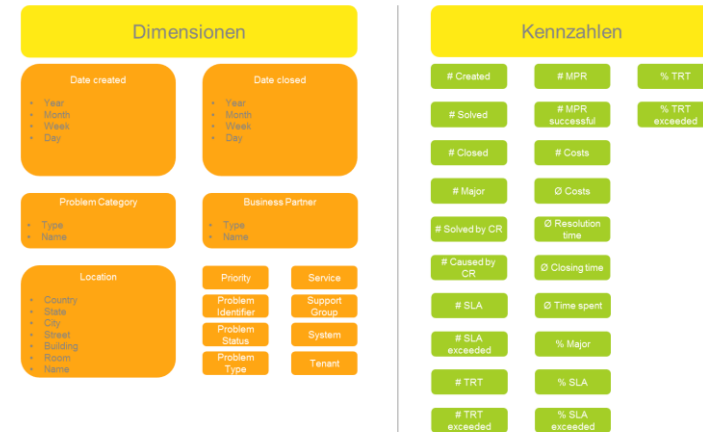 Dimensionen
Date created
• Year
• Month
• Week
• Day
Date closed
• Year
• Month
• Week
• Day
Problem Category
• Type
• Name
Business Partner
• Type
• Name
Location
• Country
• State
• City
• Street
• Building
• Room
• Name
Priority
Service
Problem
Identifier
Support
Group
Problem
Status
System
Problem
Type
Tenant
Kennzahlen
# Created
# MPR
% TRT
# Solved
# MPR
successful
% TRT
exceeded
# Closed
# Costs
# Major
Ø Costs
# Solved by CR
Ø Resolution
time
# Caused by
CR
Ø Closing time
# SLA
Ø Time spent
# SLA
exceeded
% Major
# TRT
% SLA
# TRT
exceeded
% SLA
exceeded